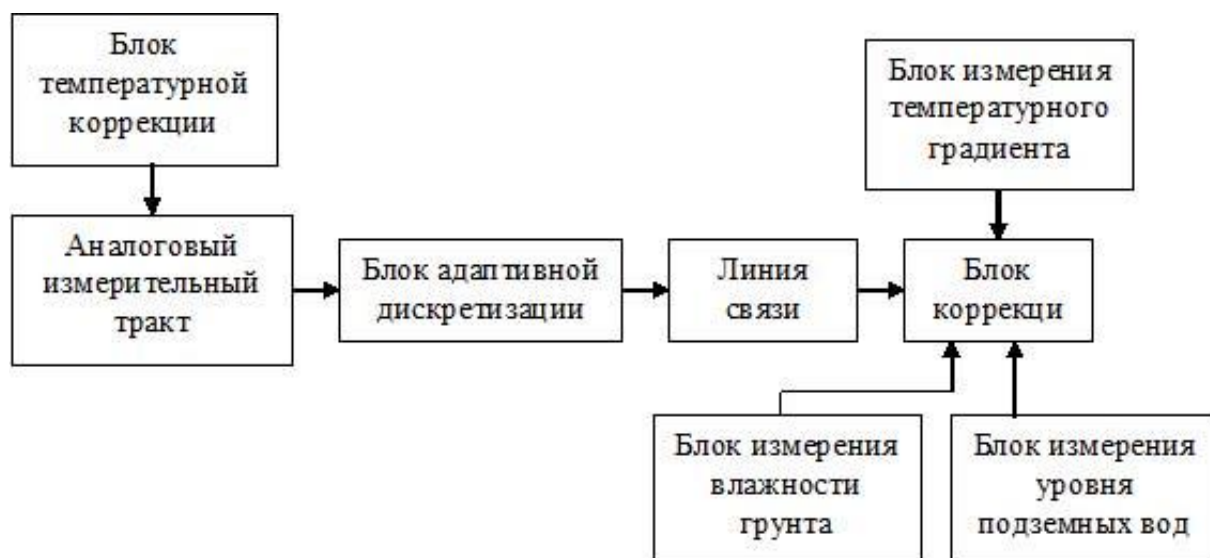 Блок
температурной
коррекции
Блок измерения
температурного
градиента
Аналоговый
измерительный
тракт
Блок адаптивной
дискретизации
Линия
связи
Блок
коррекци
Блок измерения
влажности
грунта
Блок измерения
уровня
подземных вод